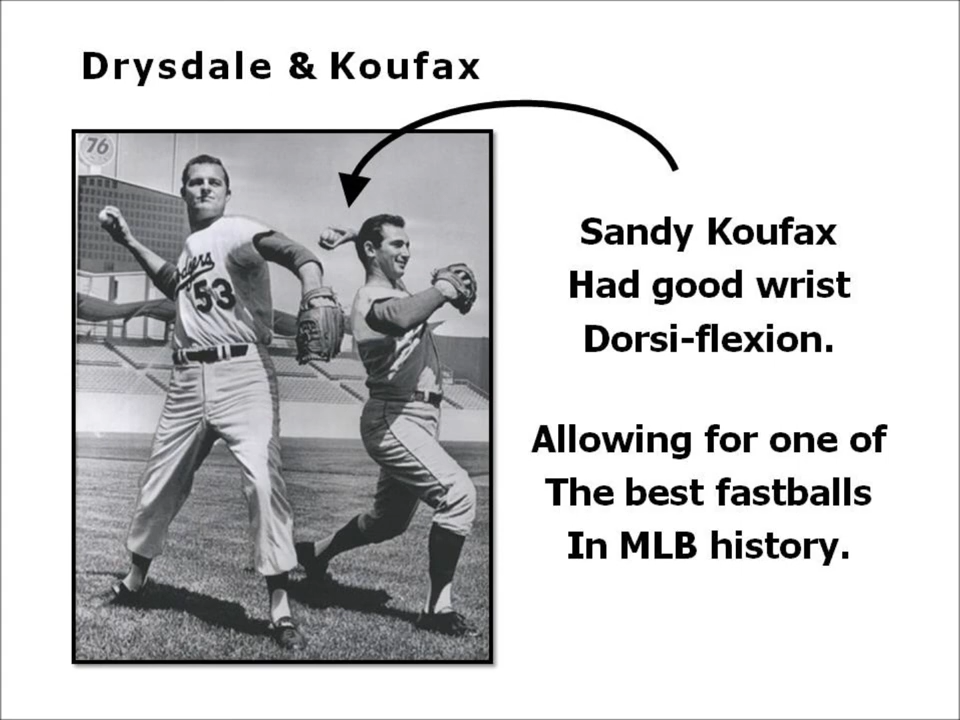 Drysdale & Koufax
76
Dodgers
53
Sandy Koufax
Had good wrist
Dorsi-flexion.
Allowing for one of
The best fastballs
In MLB history.